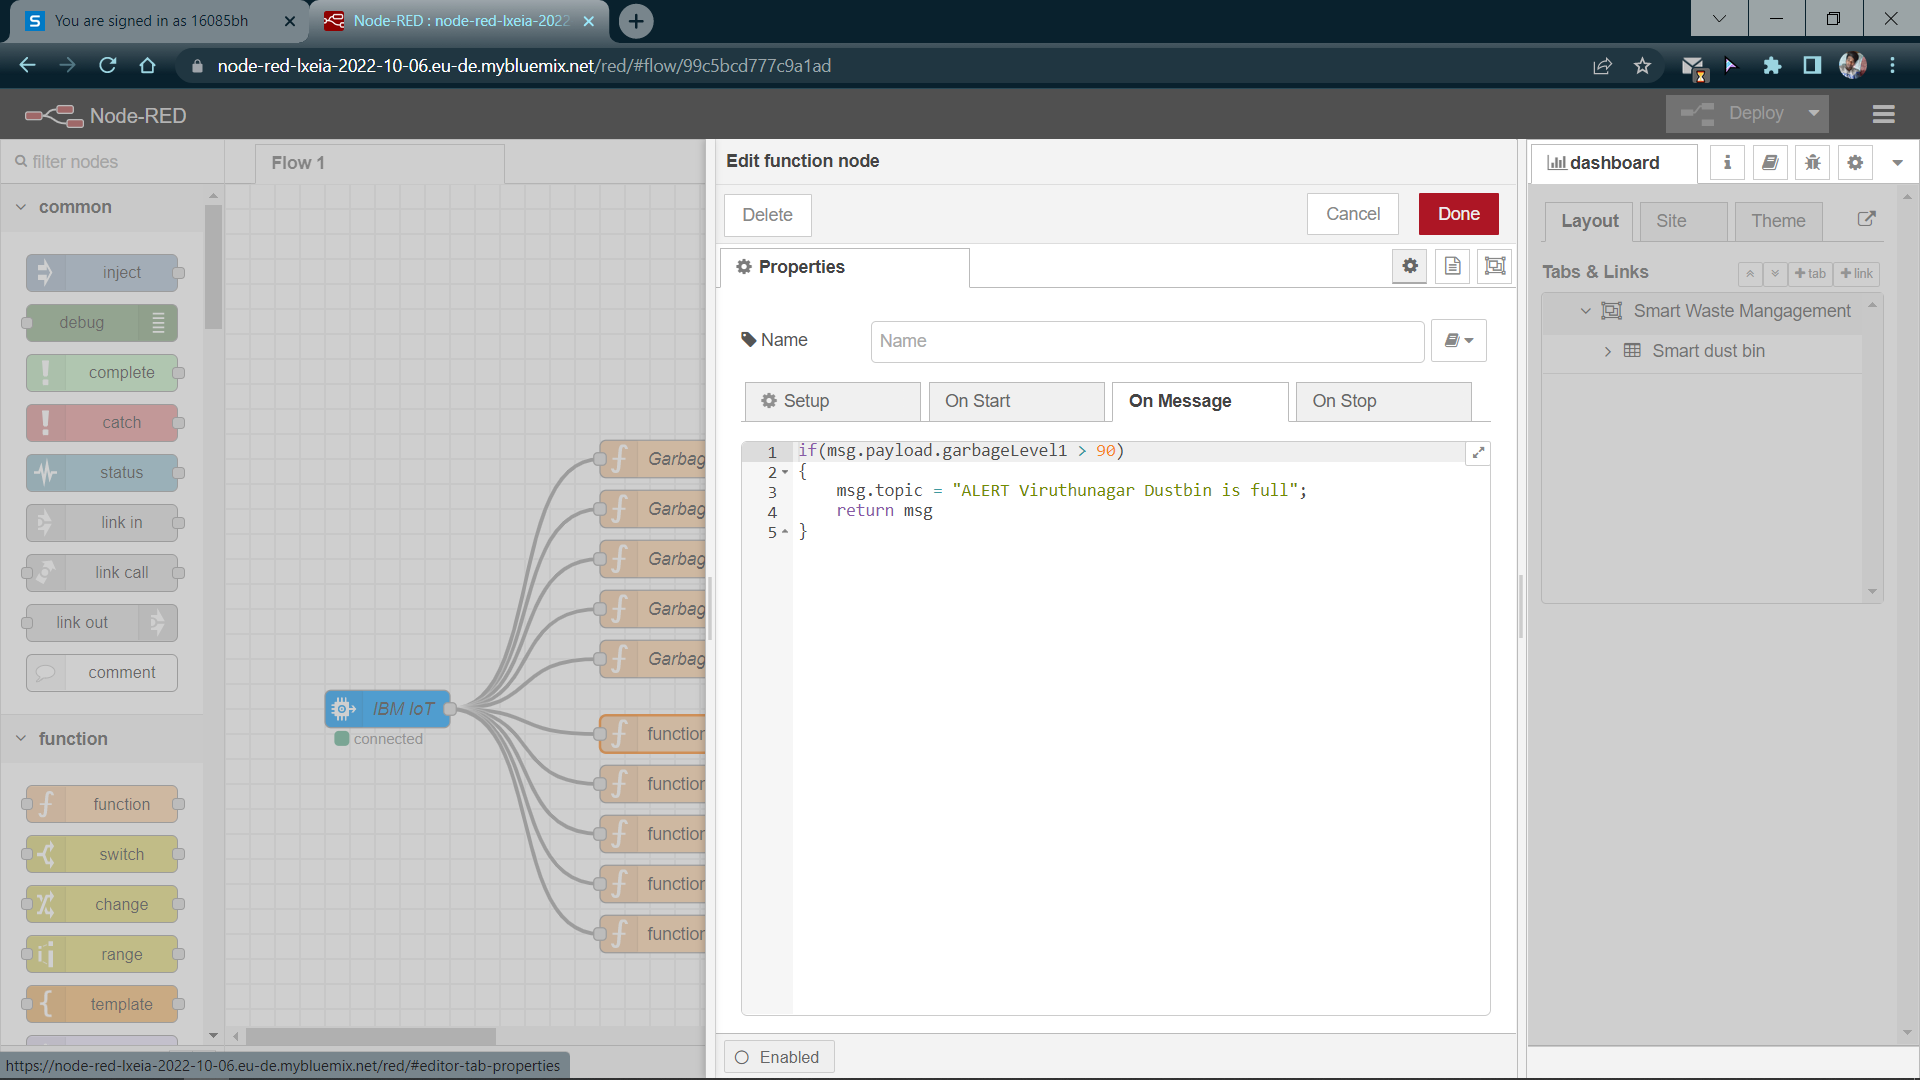 You are signed in as 16085bh
Node-RED : node-red-lxeia-2022
node-red-lxeia-2022-10-06.eu-de.mybluemix.net/red/#flow/99c5bcd777c9a1ad
Node-RED
Deploy
filter nodes
common
inject
debug
complete
catch
status
link in
link call
link out
comment
function
function
switch
change
range
template
https://node-red-lxeia-2022-10-06.eu-de.mybluemix.net/red/#editor-tab-properties
Flow 1
IBM IoT
connected
Garbag
Garbag
Garbag
Garbag
Garbag
function
function
function
function
function
Edit function node
Delete
Cancel
Done
Properties
Name
Name
Setup
On Start
On Message
On Stop
1 if(msg.payload.garbageLevel1 > 90)
2 {
3 msg.topic = "ALERT Viruthunagar Dustbin is full";
4 return msg
5 }
Enabled
dashboard
Layout
Site
Theme
Tabs & Links
+ tab
+ link
Smart Waste Mangagement
Smart dust bin